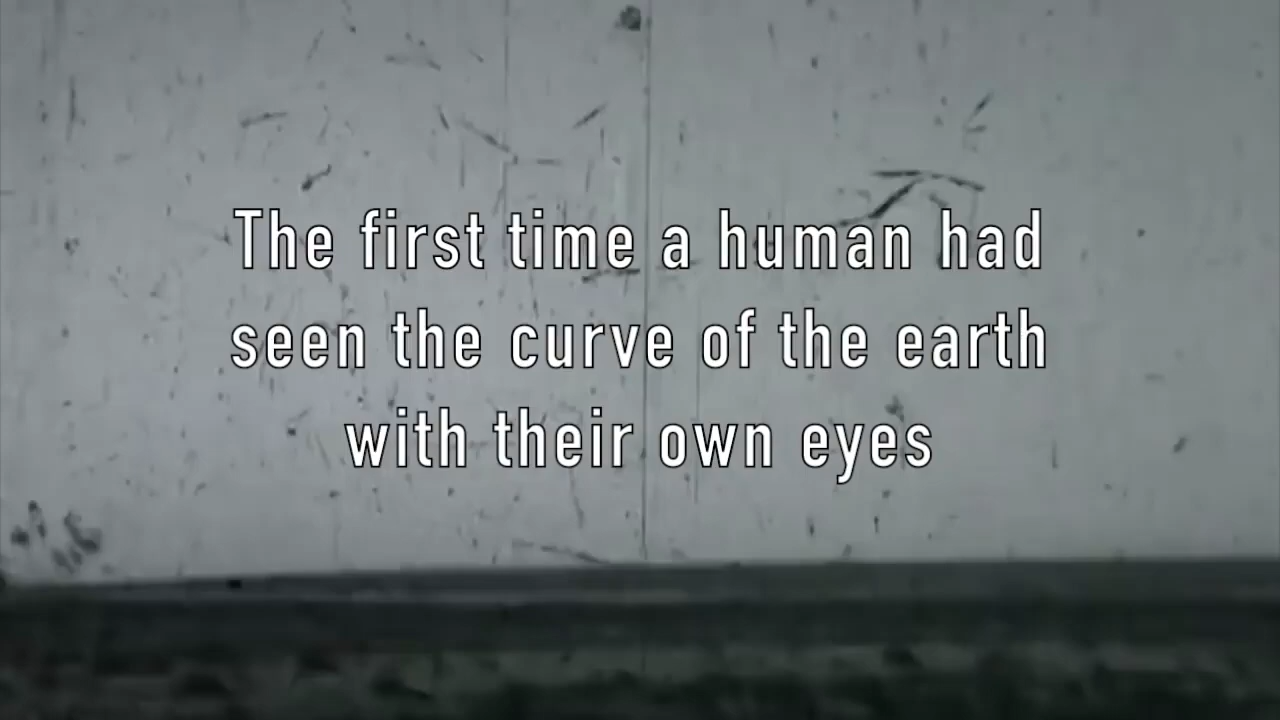 The first time a human had
seen the curve of the earth
with their own eyes